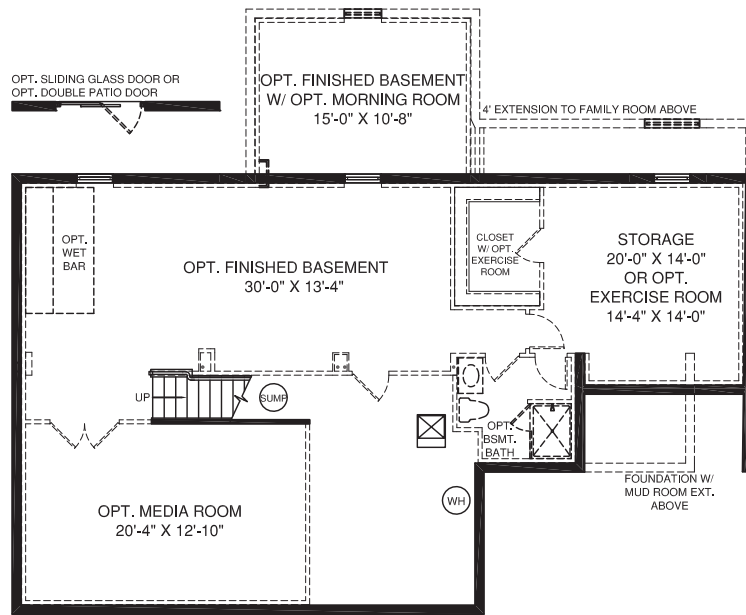 OPT. SLIDING GLASS DOOR OR
OPT. DOUBLE PATIO DOOR
OPT. FINISHED BASEMENT
W/ OPT. MORNING ROOM
15'-0" X 10'-8"
4' EXTENSION TO FAMILY ROOM ABOVE
OPT.
WET
BAR
OPT. FINISHED BASEMENT
30'-0" X 13'-4"
CLOSET
W/ OPT.
EXERCISE
ROOM
STORAGE
20'-0" X 14'-0"
OR OPT.
EXERCISE ROOM
14'-4" X 14'-0"
UP
SUMP
OPT.
BSMT.
BATH
WH
FOUNDATION W/
MUD ROOM EXT.
ABOVE
OPT. MEDIA ROOM
20'-4" X 12'-10"